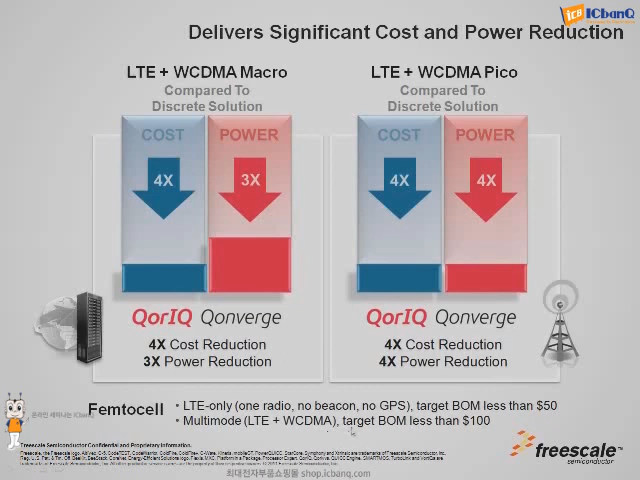 ICbanQ
Delivers Significant Cost and Power Reduction
LTE + WCDMA Macro
Compared To
Discrete Solution
COST
POWER
4X
3X
QorIQ Qonverge
4X Cost Reduction
3X Power Reduction
LTE + WCDMA Pico
Compared To
Discrete Solution
COST
POWER
4X
4X
QorIQ Qonverge
4X Cost Reduction
4X Power Reduction
Femtocell
• LTE-only (one radio, no beacon, no GPS), target BOM less than $50
• Multimode (LTE + WCDMA), target BOM less than $100
Freescale Semiconductor Confidential and Proprietary Information.
freescale
semiconductor
최대전자부품쇼핑몰 shop.icbanq.com